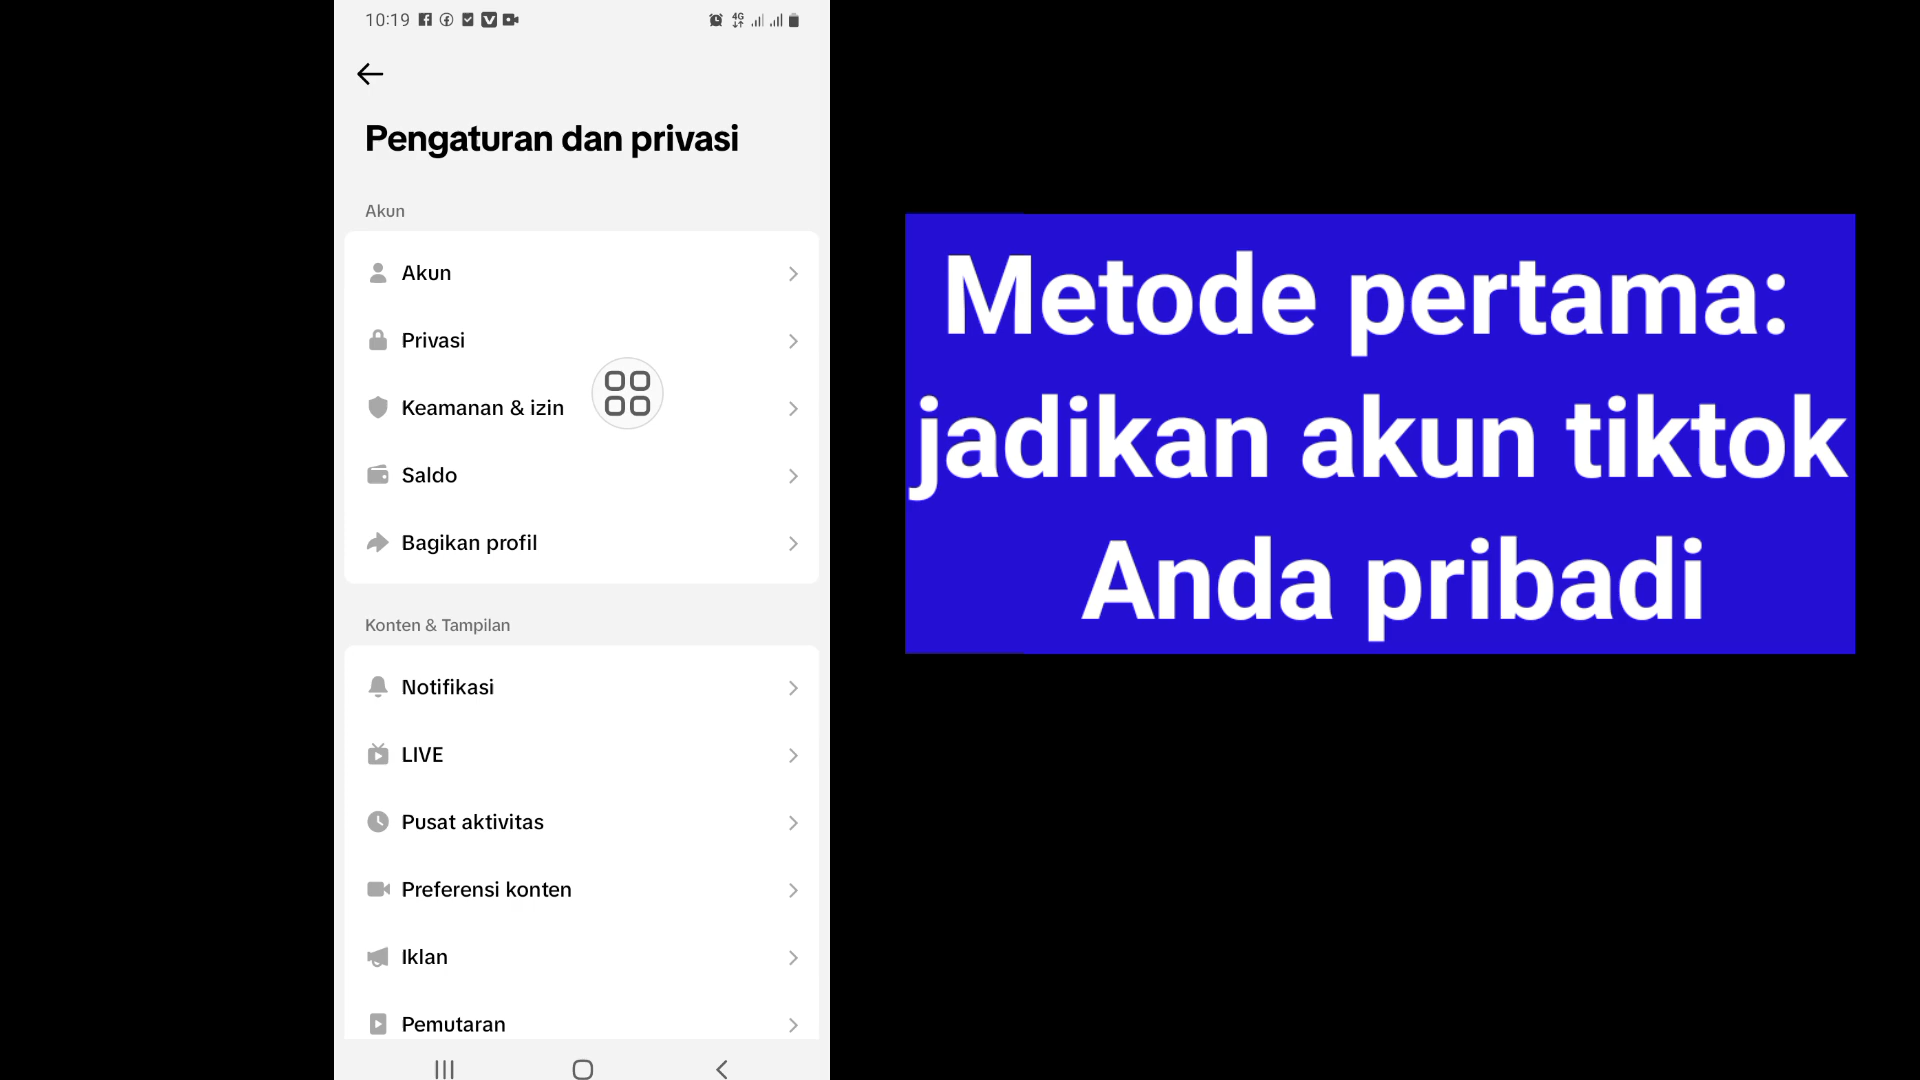 10:19
4G
Pengaturan dan privasi
Akun
Akun
Privasi
Keamanan & izin
Saldo
Bagikan profil
Konten & Tampilan
Notifikasi
LIVE
Pusat aktivitas
Preferensi konten
Iklan
Pemutaran
Metode pertama:
jadikan akun tiktok
Anda pribadi